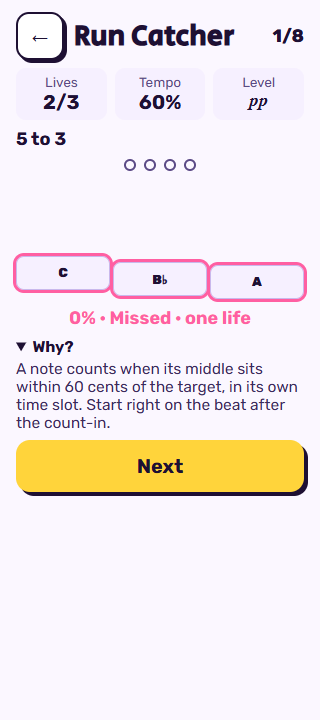 ← Run Catcher 1/8
Lives Tempo Level
2/3 60% pp
5 to 3
C B♭ A
0% • Missed • one life
▼ Why?
A note counts when its middle sits
within 60 cents of the target, in its own
time slot. Start right on the beat after
the count-in.
Next